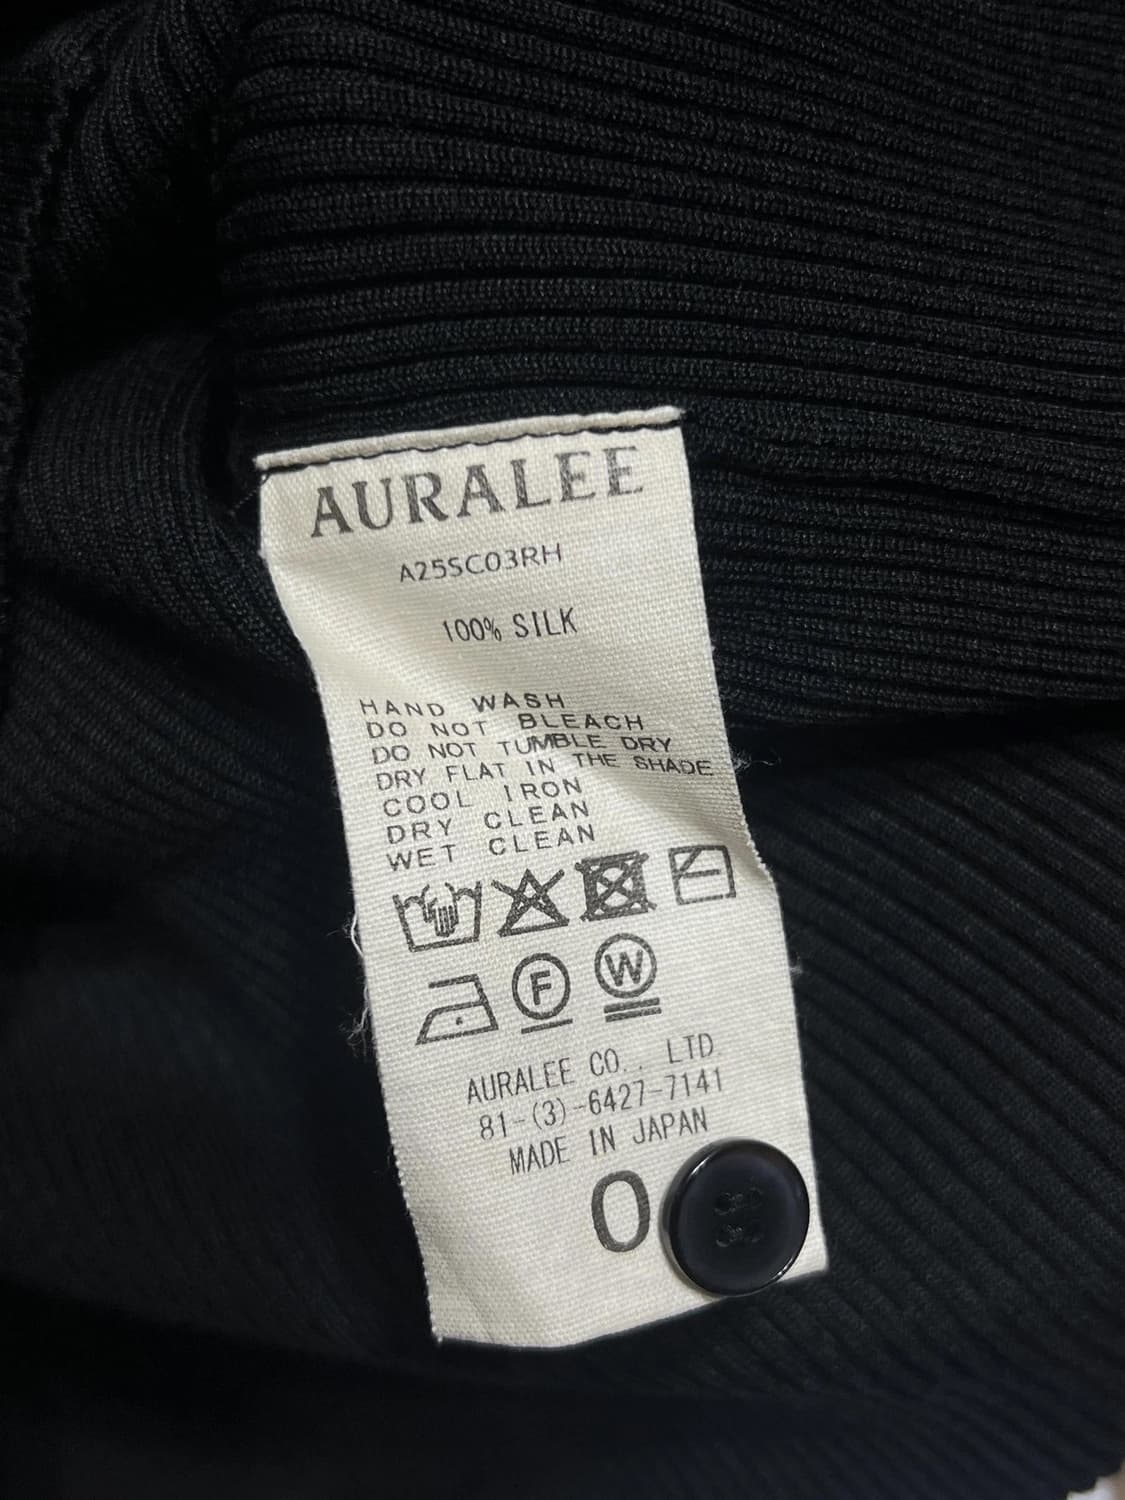 AURALEE
A25SC03RH
100% SILK
HAND WASH
DO NOT BLEACH
DO NOT TUMBLE DRY
DRY FLAT IN THE SHADE
COOL IRON
DRY CLEAN
WET CLEAN
F W
AURALEE CO., LTD.
81-(3)-6427-7141
MADE IN JAPAN
0